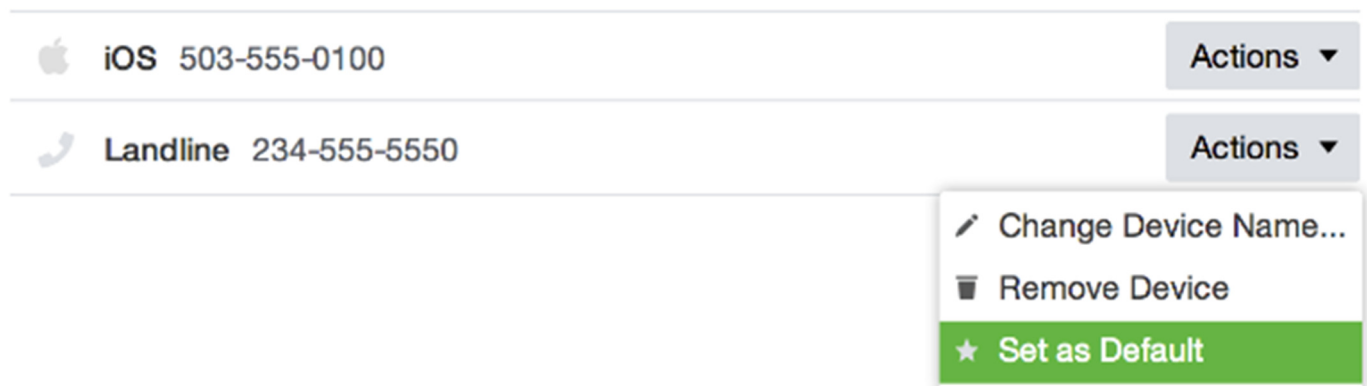 iOS 503-555-0100 Actions
Landline 234-555-5550 Actions
Change Device Name...
Remove Device
Set as Default